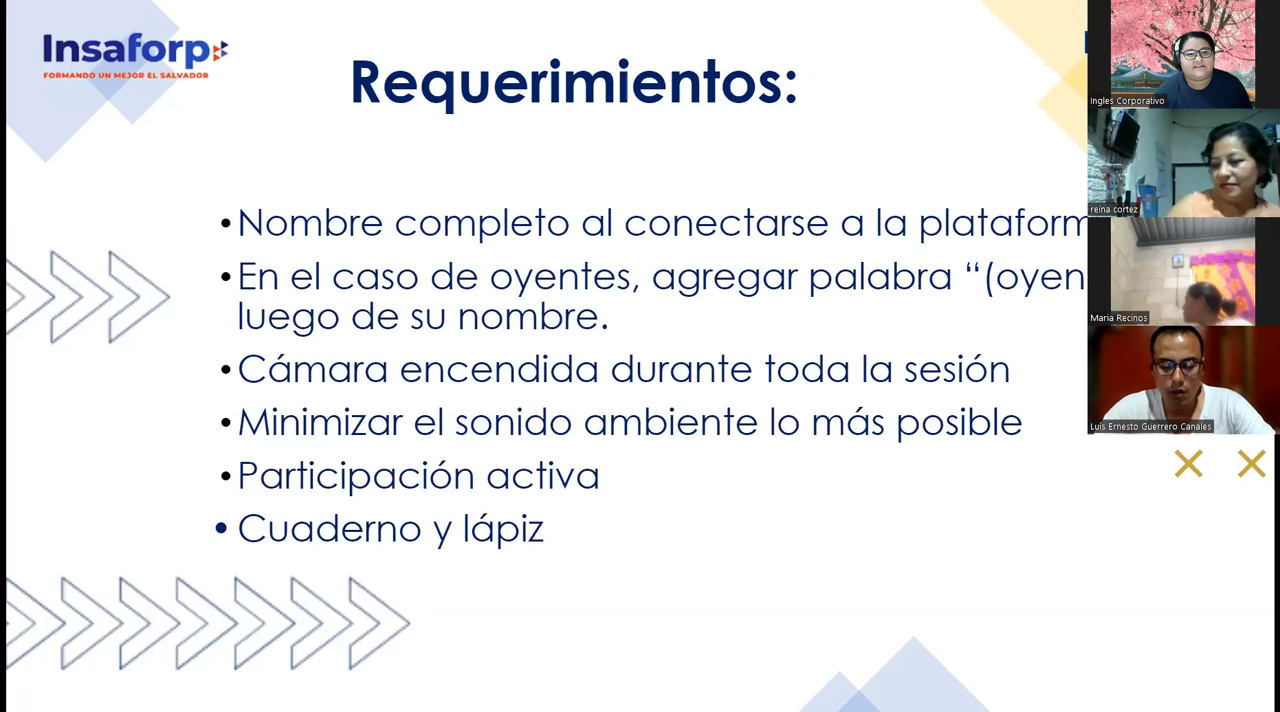 Insaforp
FORMANDO UN MEJOR EL SALVADOR
Requerimientos:
•Nombre completo al conectarse a la plataform
•En el caso de oyentes, agregar palabra “(oyen
luego de su nombre.
•Cámara encendida durante toda la sesión
•Minimizar el sonido ambiente lo más posible
•Participación activa
•Cuaderno y lápiz
Ingles Corporativo
reina cortez
Maria Recinos
Luis Ernesto Guerrero Canales